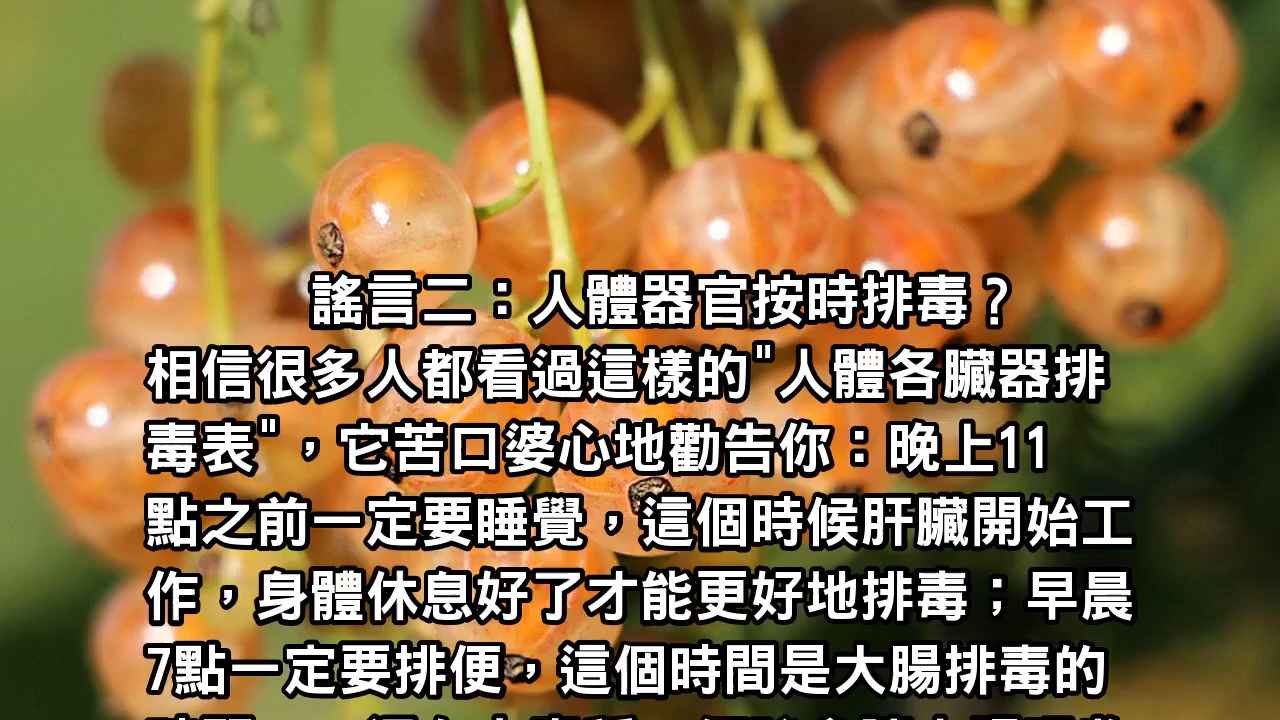 謠言二：人體器官按時排毒？
相信很多人都看過這樣的"人體各臟器排
毒表"，它苦口婆心地勸告你：晚上11
點之前一定要睡覺，這個時候肝臟開始工
作，身體休息好了才能更好地排毒；早晨
7點一定要排便，這個時間是大腸排毒的